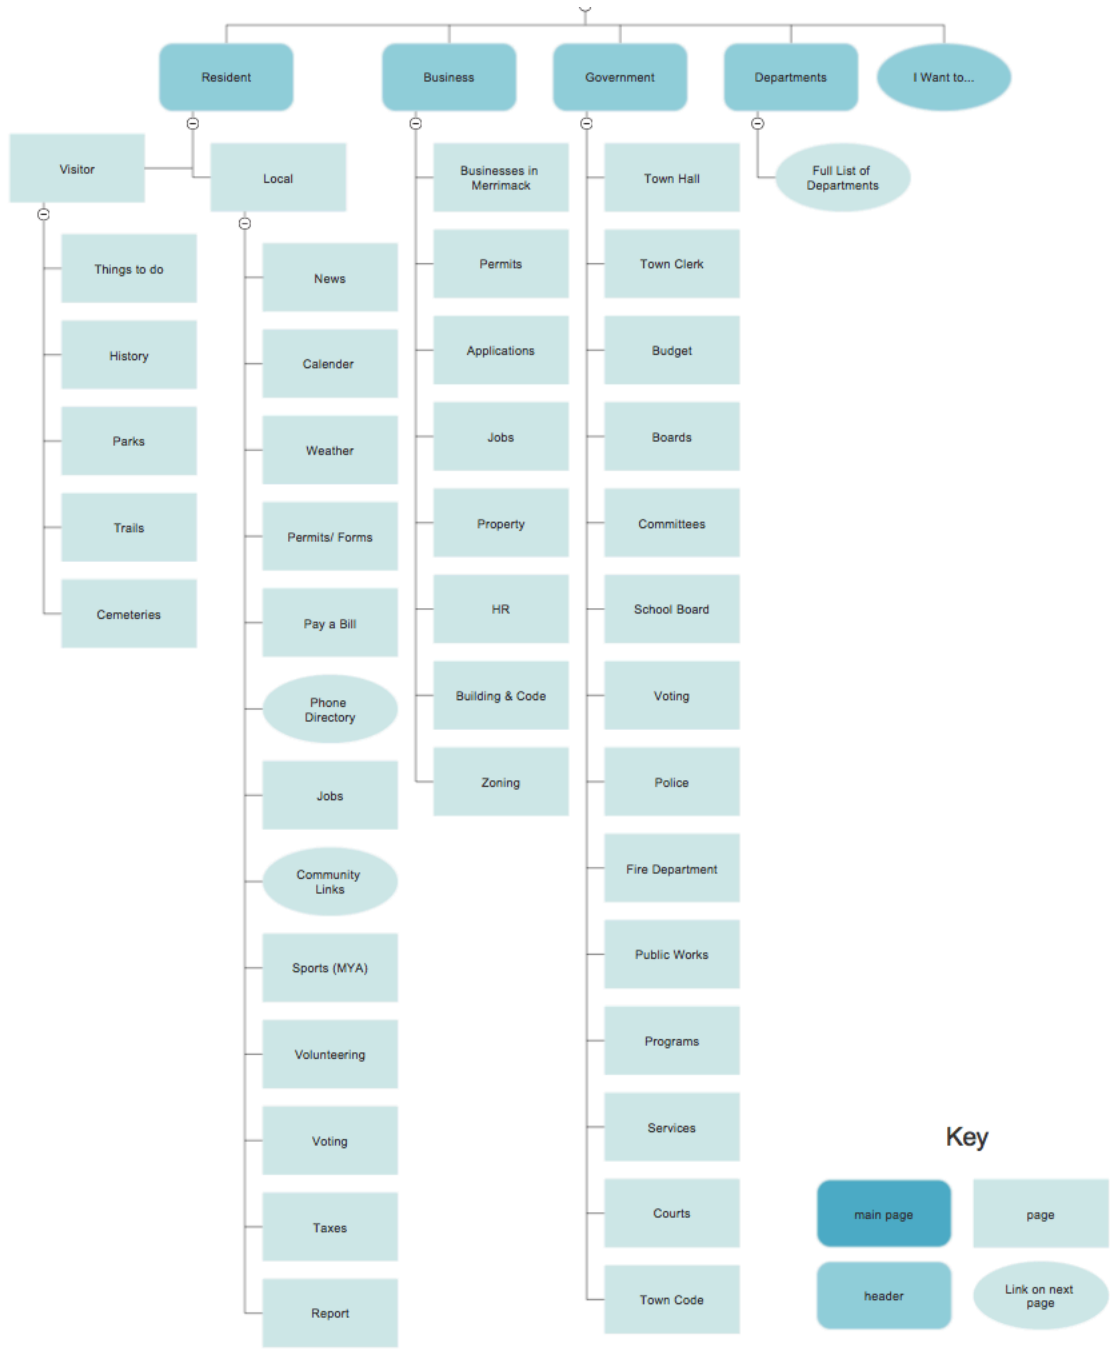 Resident
Business
Government
Departments
I Want to...
Visitor
Local
Things to do
History
Parks
Trails
Cemeteries
News
Calender
Weather
Permits/ Forms
Pay a Bill
Phone
Directory
Jobs
Community
Links
Sports (MYA)
Volunteering
Voting
Taxes
Report
Businesses in
Merrimack
Permits
Applications
Jobs
Property
HR
Building & Code
Zoning
Town Hall
Town Clerk
Budget
Boards
Committees
School Board
Voting
Police
Fire Department
Public Works
Programs
Services
Courts
Town Code
Full List of
Departments
Key
main page
page
header
Link on next
page